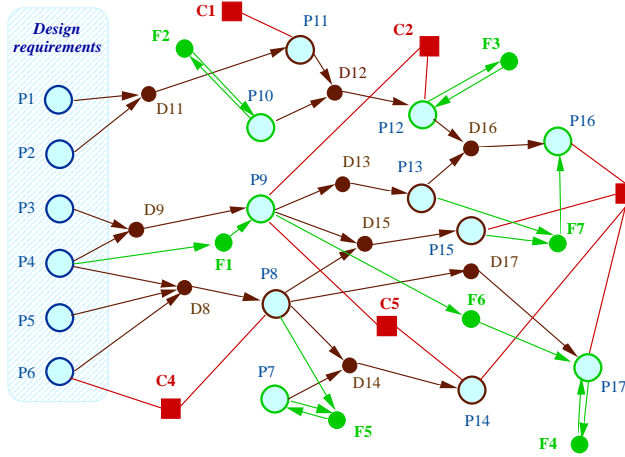 C1
P11
Design
requirements
F2
C2
F3
P1
D11
P10
D12
P12
D16
P16
P2
P9
D13
P13
P3
D9
D15
P15
F7
P4
F1
P8
D17
D8
F6
P5
C5
P6
C4
P7
D14
P14
P17
F5
F4